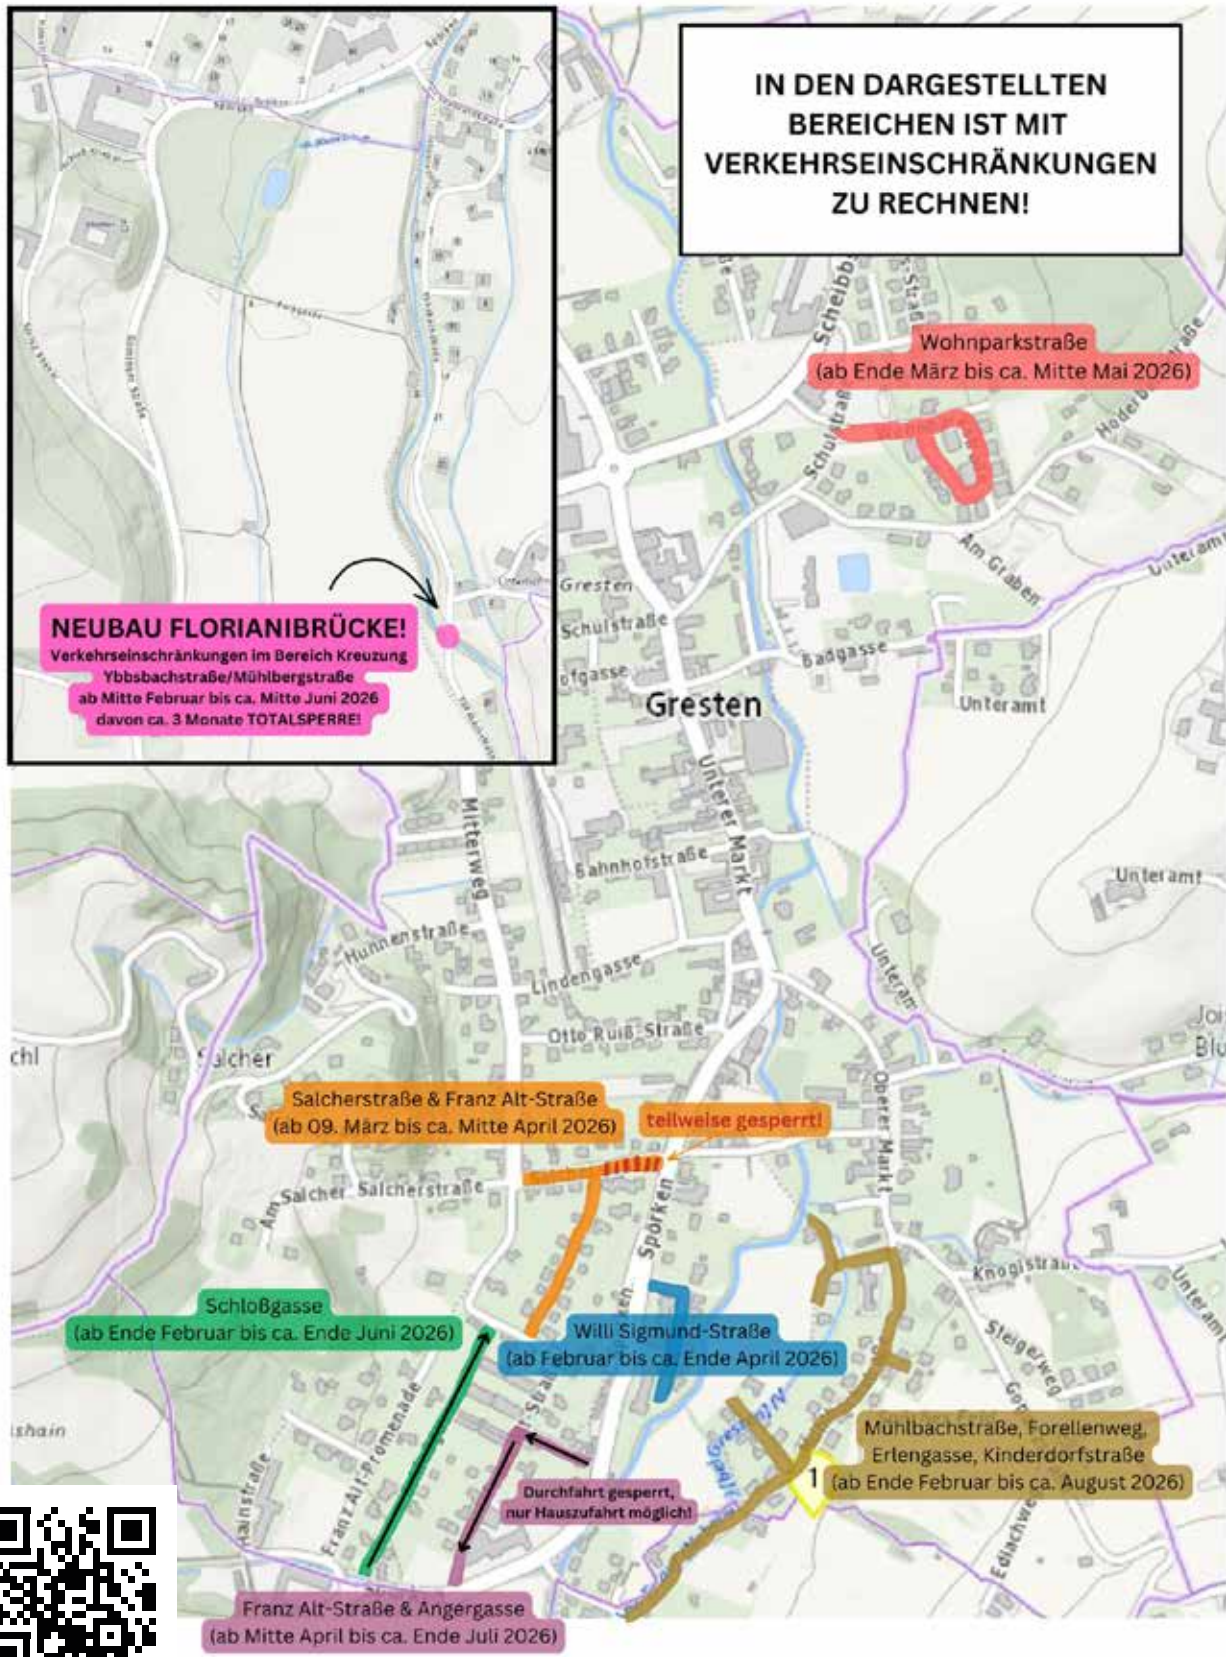 IN DEN DARGESTELLTEN
BEREICHEN IST MIT
VERKEHRSEINSCHRÄNKUNGEN
ZU RECHNEN!
NEUBAU FLORIANIBRÜCKE!
Verkehrseinschränkungen im Bereich Kreuzung
Ybbsbachstraße/Mühlbergstraße
ab Mitte Februar bis ca. Mitte Juni 2026
davon ca. 3 Monate TOTALSPERRE!
Wohnparkstraße
(ab Ende März bis ca. Mitte Mai 2026)
Am Graben
Gresten
Schulstraße
Badgasse
Unteramt
Gresten
Unterer Markt
Mitterweg
Bahnhofstraße
Unteramt
Hunnenstraße
Lindengasse
Otto Ruiß-Straße
Salcher
Oberer Markt
Salcherstraße & Franz Alt-Straße
(ab 09. März bis ca. Mitte April 2026)
teilweise gesperrt!
Am Salcher
Salcherstraße
Spörken
Knoglstraße
Unteramt
Schloßgasse
(ab Ende Februar bis ca. Ende Juni 2026)
Willi Sigmund-Straße
(ab Februar bis ca. Ende April 2026)
Steigerweg
Franz Alt-Promenade
Hainstraße
Mühlbachstraße, Forellenweg,
Erlengasse, Kinderdorfstraße
(ab Ende Februar bis ca. August 2026)
1
Durchfahrt gesperrt,
nur Hauszufahrt möglich!
Franz Alt-Straße & Angergasse
(ab Mitte April bis ca. Ende Juli 2026)